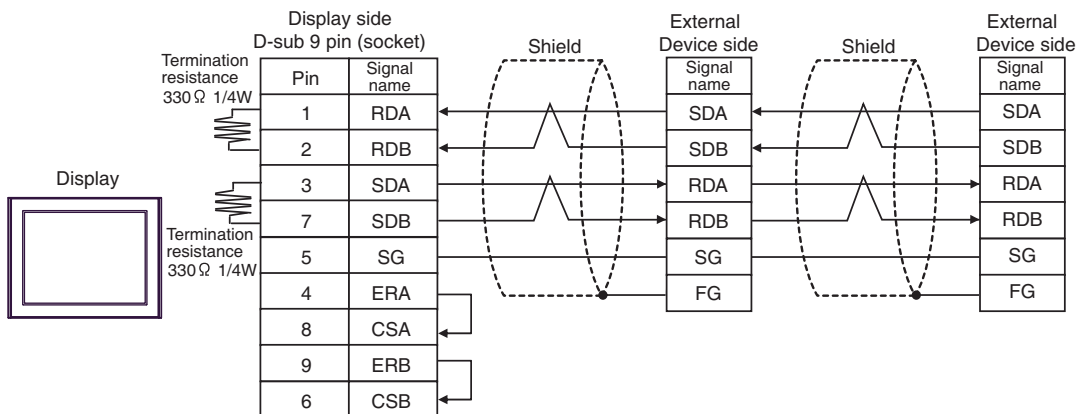 Display side
D-sub 9 pin (socket)
Termination
resistance
330 Ω 1/4W
Display
Termination
resistance
330 Ω 1/4W
Pin Signal name
1 RDA
2 RDB
3 SDA
7 SDB
5 SG
4 ERA
8 CSA
9 ERB
6 CSB
Shield
External
Device side
Signal
name
SDA
SDB
RDA
RDB
SG
FG
Shield
External
Device side
Signal
name
SDA
SDB
RDA
RDB
SG
FG